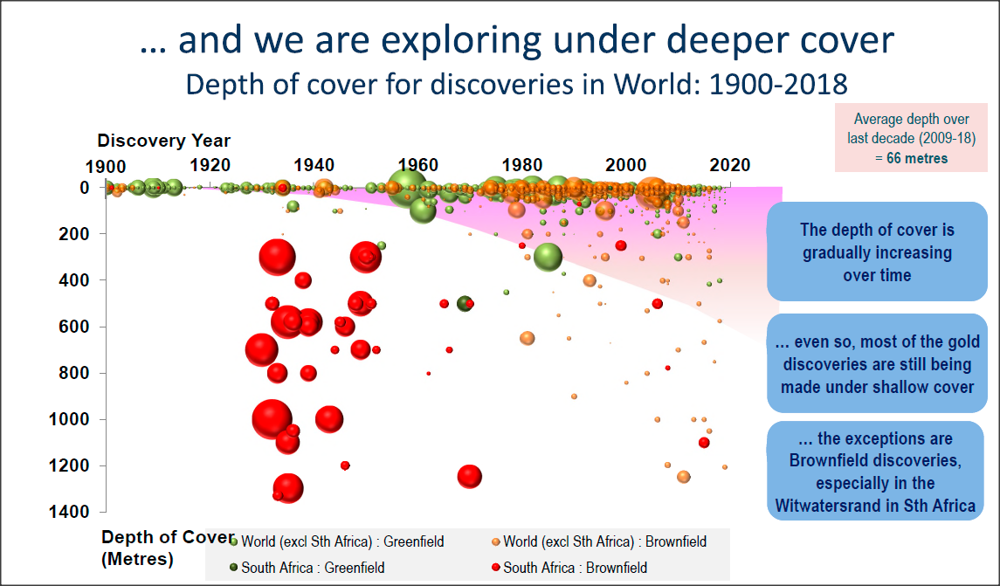 ... and we are exploring under deeper cover
Depth of cover for discoveries in World: 1900-2018
Average depth over
last decade (2009-18)
= 66 metres
Discovery Year
1900 1920 1940 1960 1980 2000 2020
0
200
400
600
800
1000
1200
1400
The depth of cover is
gradually increasing
over time
... even so, most of the gold
discoveries are still being
made under shallow cover
... the exceptions are
Brownfield discoveries,
especially in the
Witwatersrand in Sth Africa
Depth of Cover
(Metres)
World (excl Sth Africa) : Greenfield
World (excl Sth Africa) : Brownfield
South Africa : Greenfield
South Africa : Brownfield